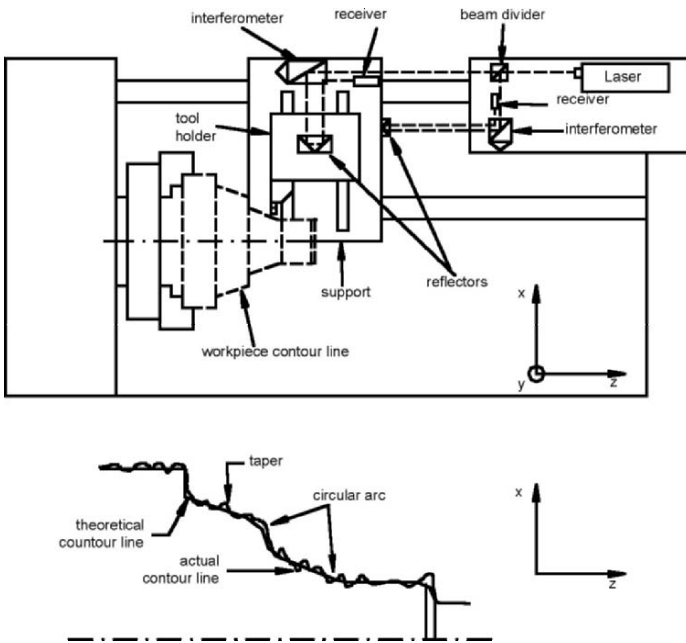 interferometer
receiver
beam divider
Laser
receiver
tool
holder
interferometer
support
reflectors
workpiece contour line
x
y
z
taper
circular arc
theoretical
countour line
actual
contour line
x
z